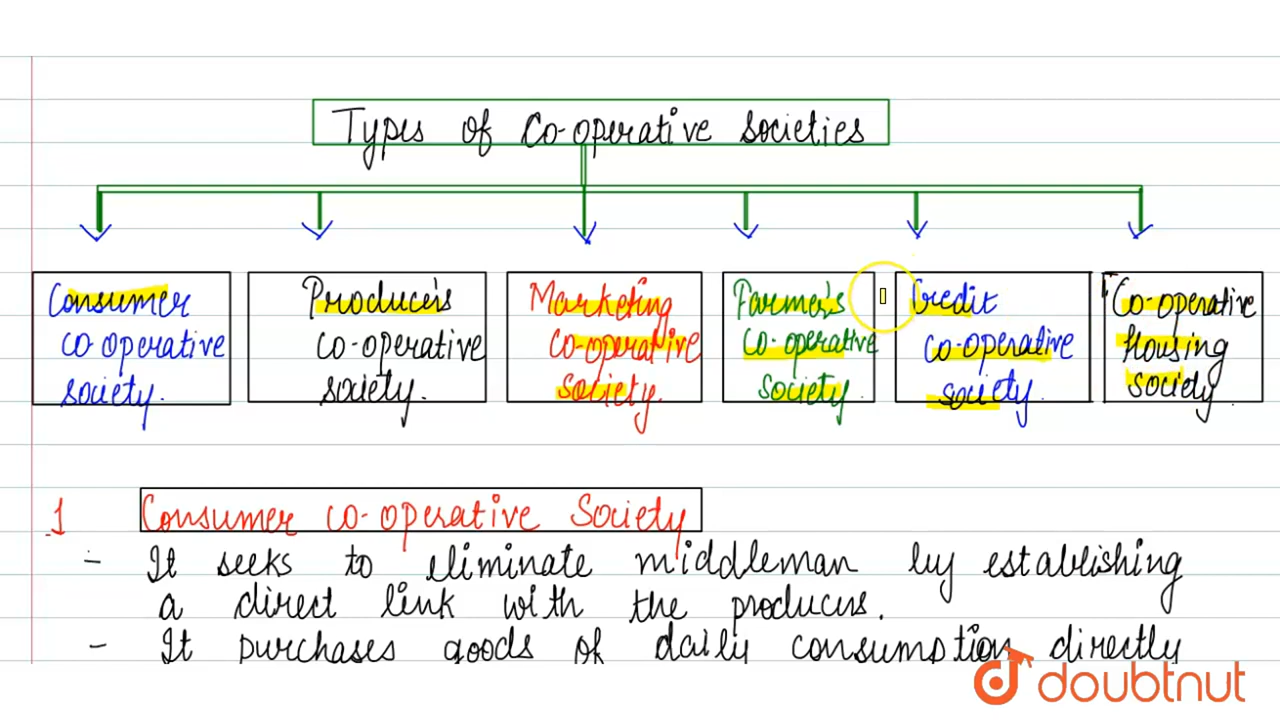 Types of Co-operative societies
Consumer
co operative
society.
Producer's
co-operative
society.
Marketing
Co-operative
society.
Farmer's
Co-operative
society
Credit
co-operative
society.
Co-operative
Housing
Society
1 Consumer co-operative Society
- It seeks to eliminate middleman by establishing
a direct link with the producers.
- It purchases goods of daily consumption directly
doubtnut